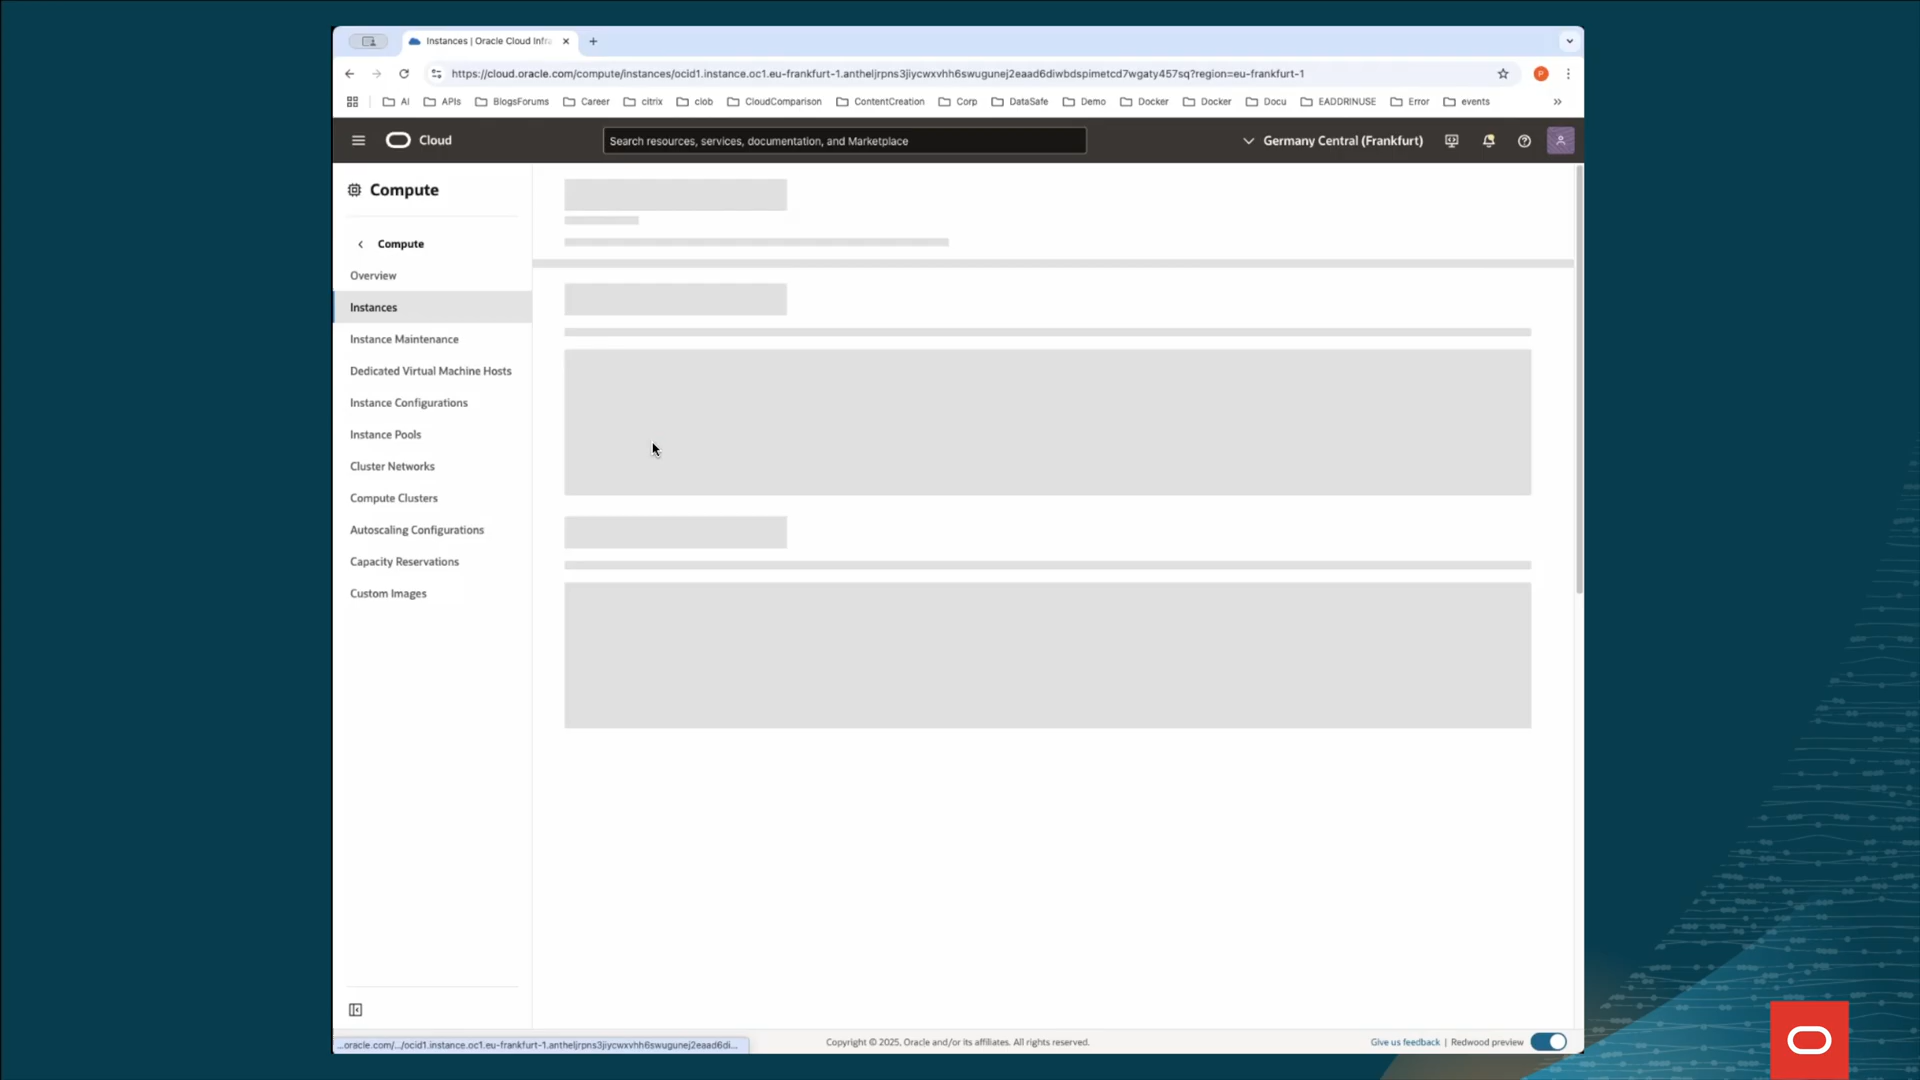 Instances | Oracle Cloud Infra
https://cloud.oracle.com/compute/instances/ocid1.instance.oc1.eu-frankfurt-1.antheljrpns3jiycwxvhh6swugunej2eaad6diwbdspimetcd7wgaty457sq?region=eu-frankfurt-1
P
AI APIs BlogsForums Career citrix clob CloudComparison ContentCreation Corp DataSafe Demo Docker Docker Docu EADDRINUSE Error events
Cloud
Search resources, services, documentation, and Marketplace
Germany Central (Frankfurt)
Compute
Compute
Overview
Instances
Instance Maintenance
Dedicated Virtual Machine Hosts
Instance Configurations
Instance Pools
Cluster Networks
Compute Clusters
Autoscaling Configurations
Capacity Reservations
Custom Images
...oracle.com/.../ocid1.instance.oc1.eu-frankfurt-1.antheljrpns3jiycwxvhh6swugunej2eaad6di...
Copyright © 2025, Oracle and/or its affiliates. All rights reserved.
Give us feedback | Redwood preview